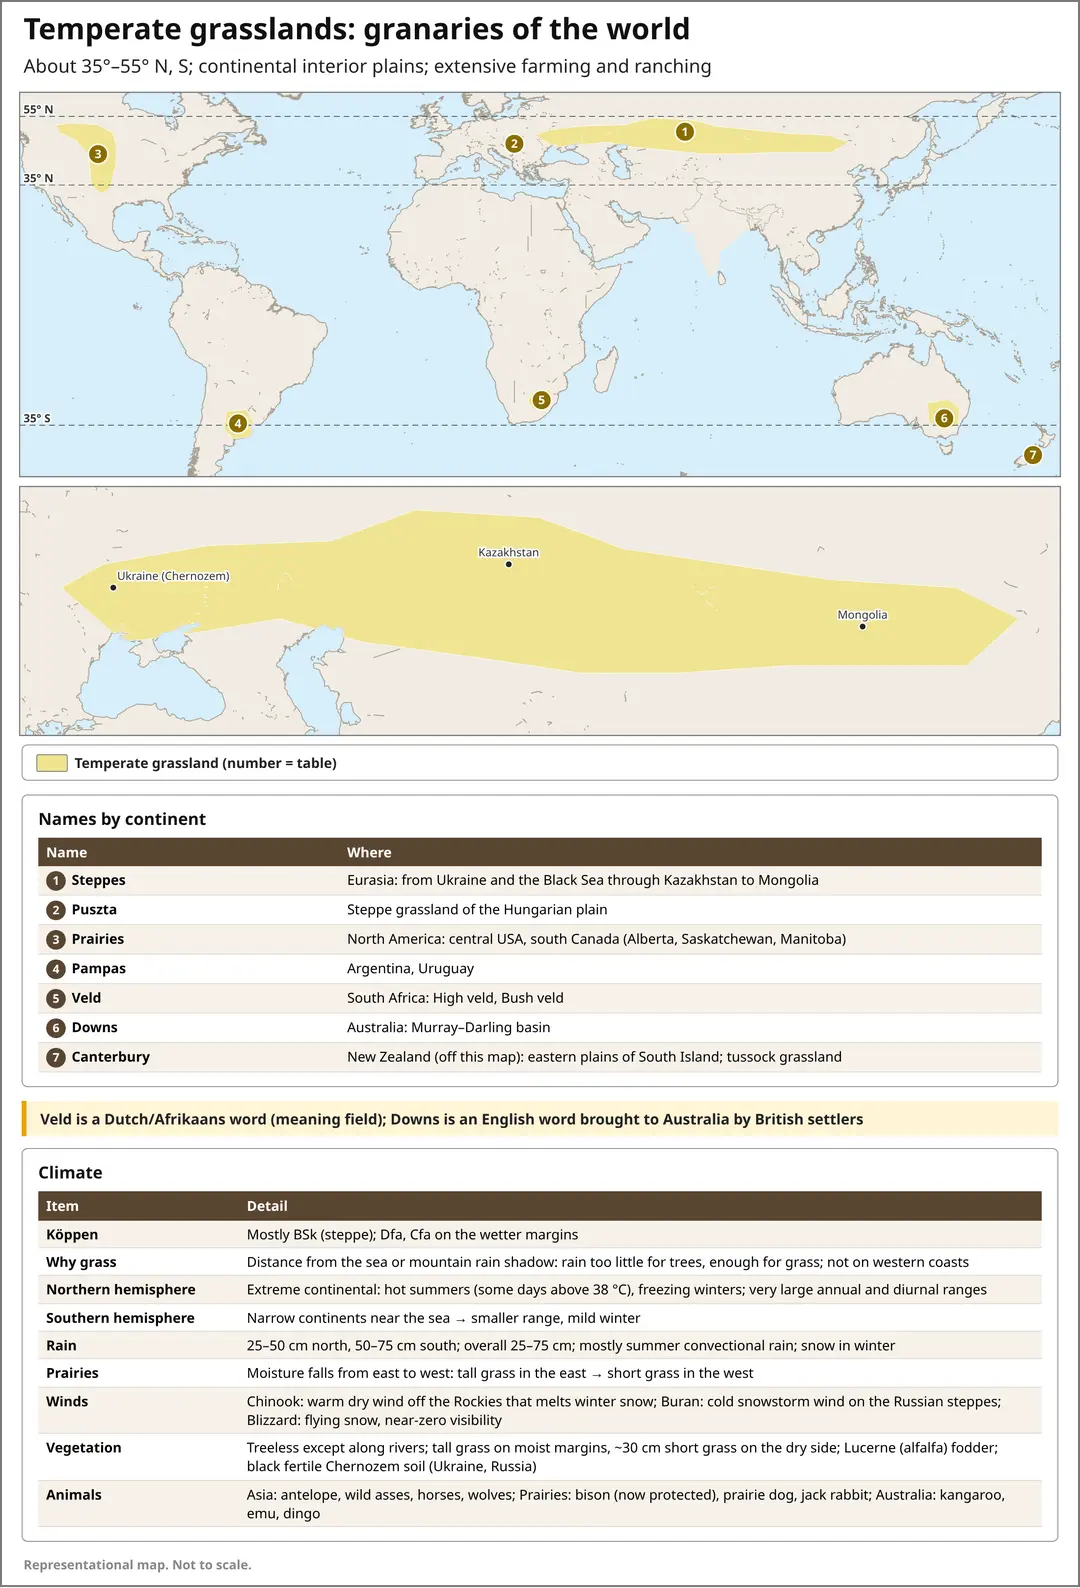 Temperate grasslands: granaries of the world
About 35°–55° N, S; continental interior plains; extensive farming and ranching
55° N
1
2
3
35° N
5
35° S
4
6
7
Kazakhstan
Ukraine (Chernozem)
Mongolia
Temperate grassland (number = table)
Names by continent
Name Where
1 Steppes Eurasia: from Ukraine and the Black Sea through Kazakhstan to Mongolia
2 Puszta Steppe grassland of the Hungarian plain
3 Prairies North America: central USA, south Canada (Alberta, Saskatchewan, Manitoba)
4 Pampas Argentina, Uruguay
5 Veld South Africa: High veld, Bush veld
6 Downs Australia: Murray–Darling basin
7 Canterbury New Zealand (off this map): eastern plains of South Island; tussock grassland
Veld is a Dutch/Afrikaans word (meaning field); Downs is an English word brought to Australia by British settlers
Climate
Item Detail
Köppen Mostly BSk (steppe); Dfa, Cfa on the wetter margins
Why grass Distance from the sea or mountain rain shadow: rain too little for trees, enough for grass; not on western coasts
Northern hemisphere Extreme continental: hot summers (some days above 38 °C), freezing winters; very large annual and diurnal ranges
Southern hemisphere Narrow continents near the sea → smaller range, mild winter
Rain 25–50 cm north, 50–75 cm south; overall 25–75 cm; mostly summer convectional rain; snow in winter
Prairies Moisture falls from east to west: tall grass in the east → short grass in the west
Winds Chinook: warm dry wind off the Rockies that melts winter snow; Buran: cold snowstorm wind on the Russian steppes;
Blizzard: flying snow, near-zero visibility
Vegetation Treeless except along rivers; tall grass on moist margins, ~30 cm short grass on the dry side; Lucerne (alfalfa) fodder;
black fertile Chernozem soil (Ukraine, Russia)
Animals Asia: antelope, wild asses, horses, wolves; Prairies: bison (now protected), prairie dog, jack rabbit; Australia: kangaroo,
emu, dingo
Representational map. Not to scale.